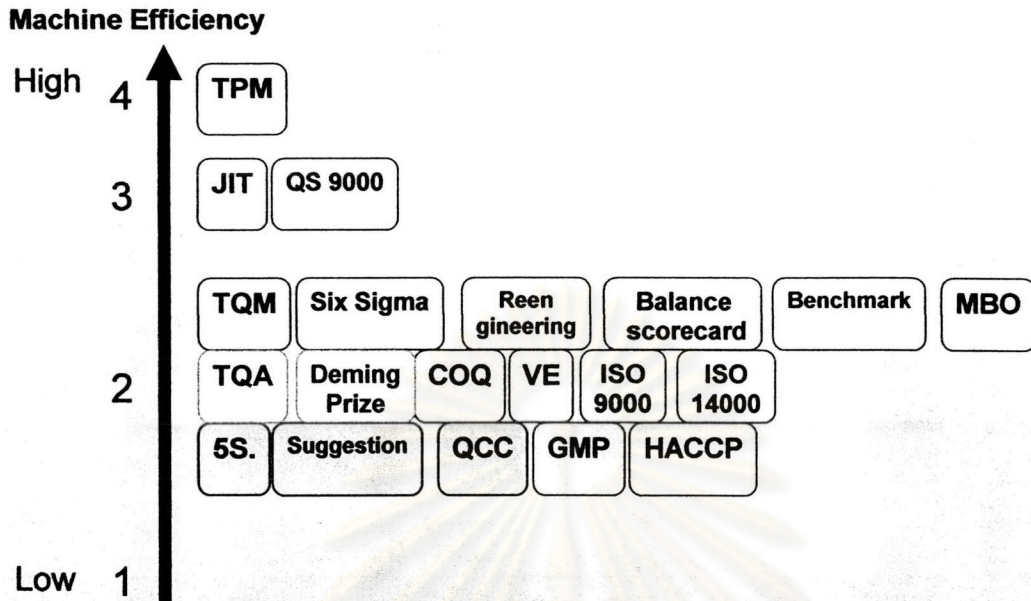 Machine Efficiency
High 4 TPM
3 JIT QS 9000
TQM Six Sigma Reen Balance Benchmark MBO
gineering scorecard
2 TQA Deming COQ VE ISO ISO
Prize 9000 14000
5S. Suggestion QCC GMP HACCP
Low 1